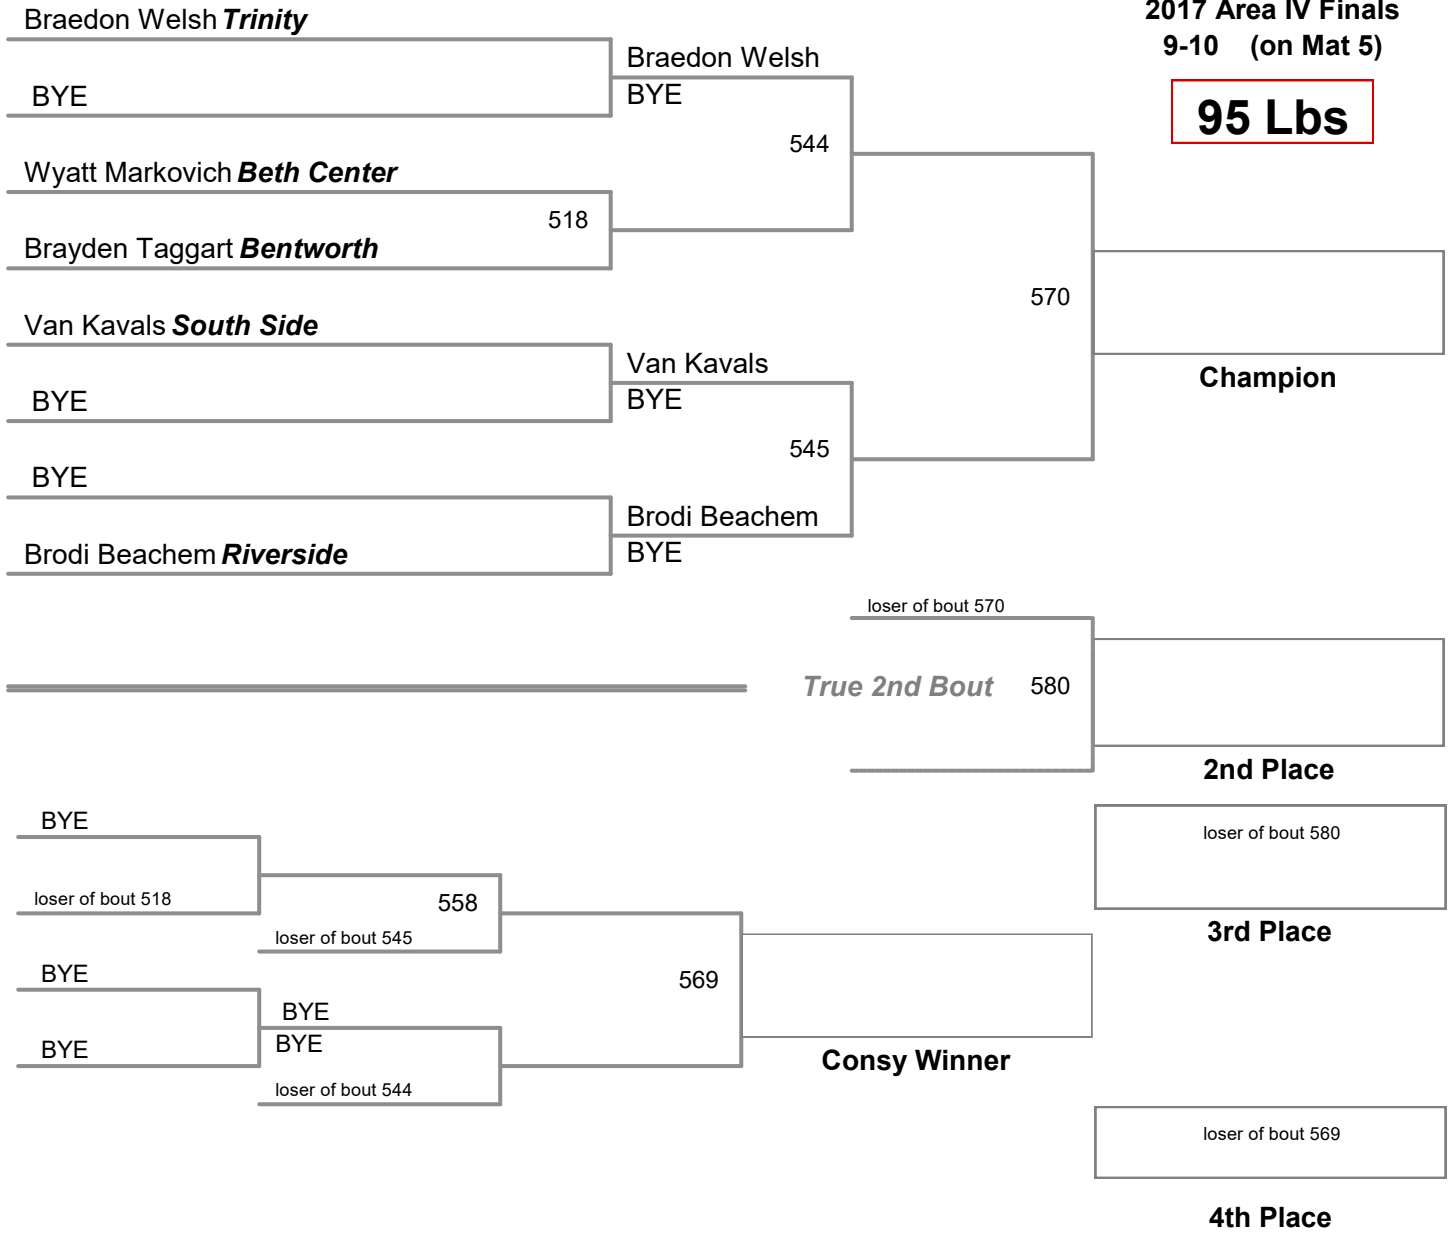 2017 Area IV Finals
9-10 (on Mat 5)
95 Lbs
Braedon Welsh Trinity
BYE
Braedon Welsh
BYE
544
Wyatt Markovich Beth Center
518
Brayden Taggart Bentworth
Van Kavals South Side
570
Van Kavals
BYE
BYE
Champion
545
BYE
Brodi Beachem
BYE
Brodi Beachem Riverside
loser of bout 570
True 2nd Bout 580
2nd Place
BYE
loser of bout 580
loser of bout 518
558
loser of bout 545
3rd Place
BYE
569
BYE
BYE
BYE
Consy Winner
loser of bout 544
loser of bout 569
4th Place